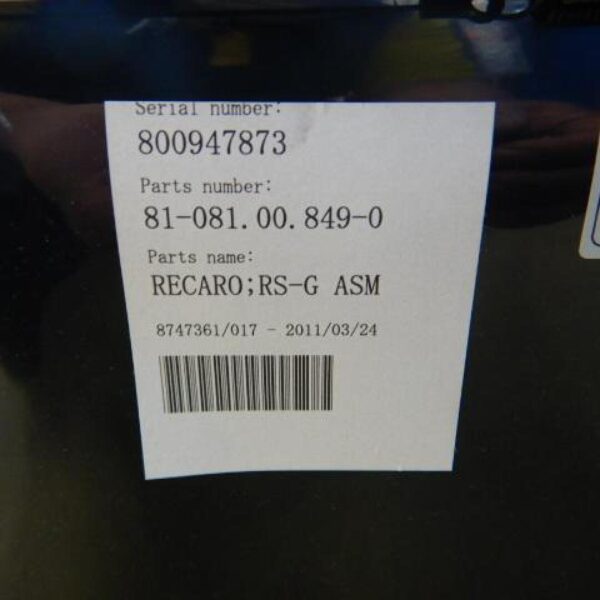 Serial number:
800947873
Parts number:
81-081.00.849-0
Parts name:
RECARO;RS-G ASM
8747361/017 - 2011/03/24